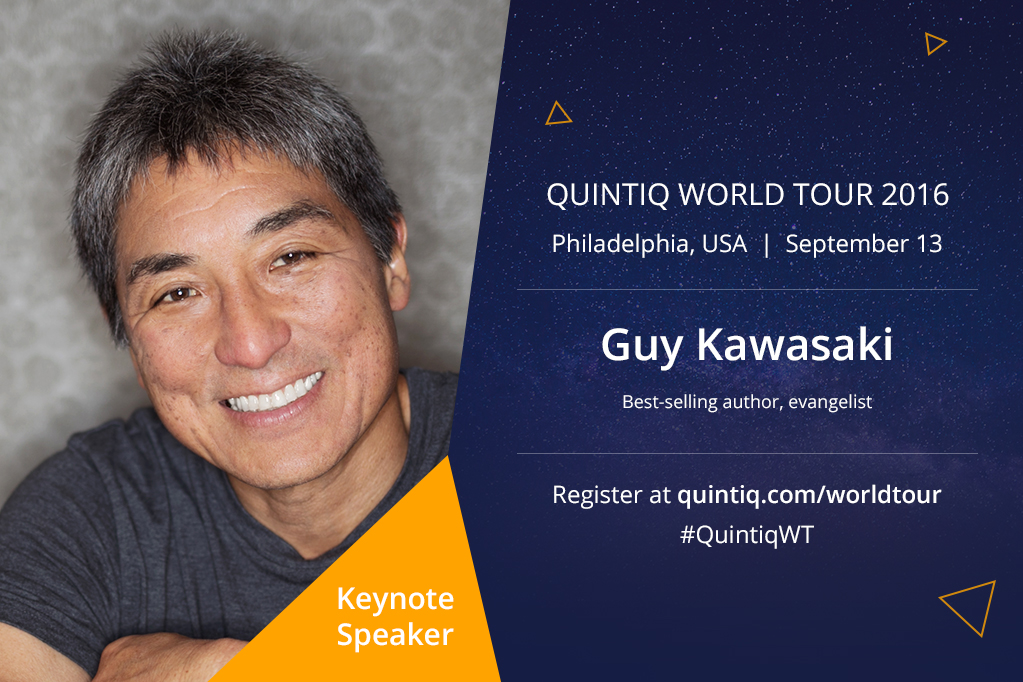 QUINTIQ WORLD TOUR 2016
Philadelphia, USA | September 13
Guy Kawasaki
Best-selling author, evangelist
Register at quintiq.com/worldtour
#QuintiqWT
Keynote
Speaker